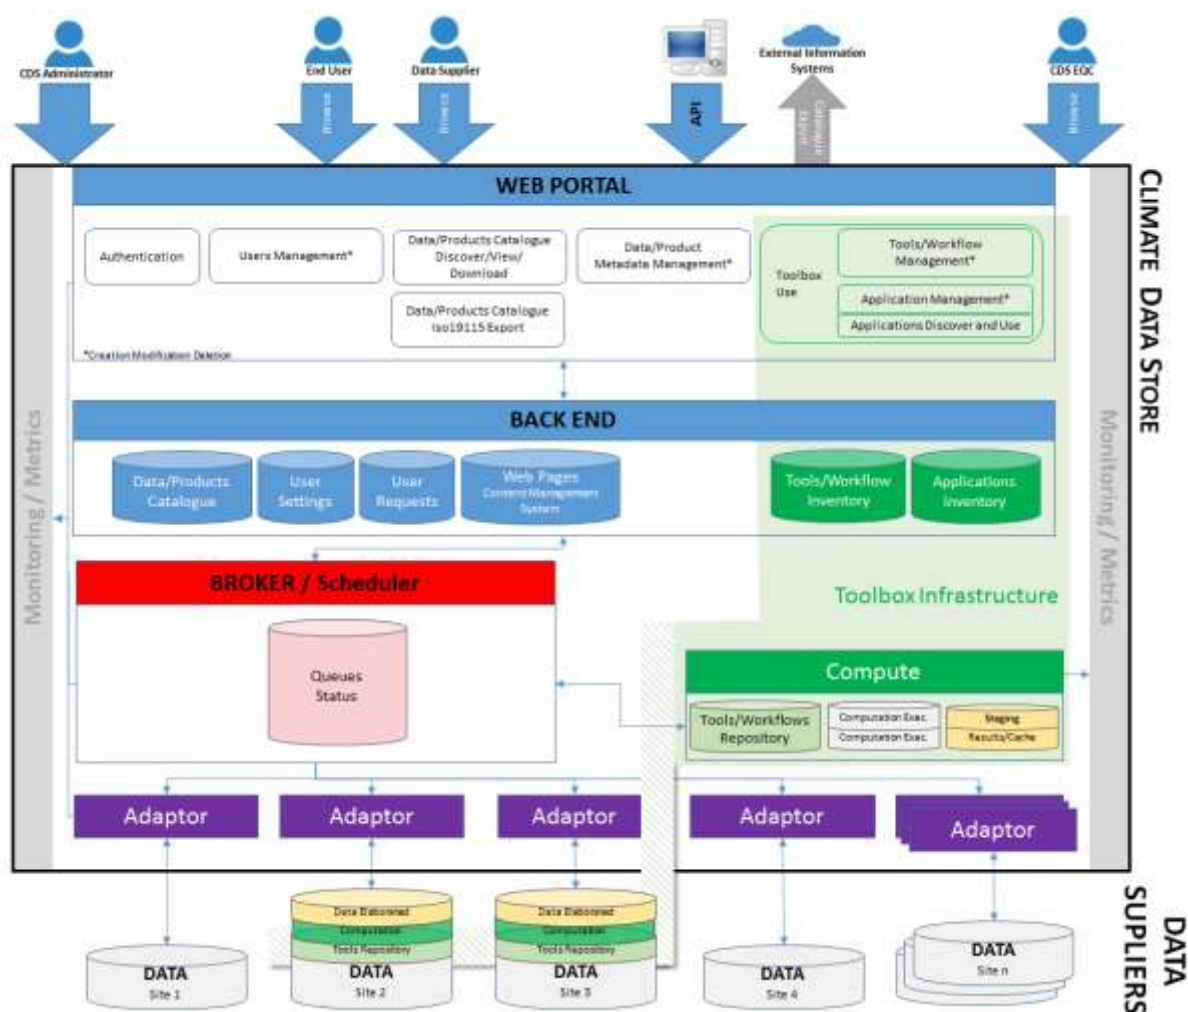 CDS Administrator
End User
Data Supplier
External Information
Systems
CDS EQC
Browse
Browse
API
Catalogue
Export
Browse
WEB PORTAL
Authentication
Users Management*
Data/Products Catalogue
Discover/View/
Download
Data/Product
Metadata Management*
Toolbox
Use
Tools/Workflow
Management*
Application Management*
Applications Discover and Use
Data/Products Catalogue
Iso19115 Export
*Creation Modification Deletion
BACK END
Data/Products
Catalogue
User
Settings
User
Requests
Web Pages
Content Management
System
Tools/Workflow
Inventory
Applications
Inventory
BROKER / Scheduler
Queues
Status
Toolbox Infrastructure
Compute
Tools/Workflows
Repository
Computation Exec.
Computation Exec.
Staging
Results/Cache
Adaptor
Adaptor
Adaptor
Adaptor
Adaptor
Data Elaborated
Computation
Tools Repository
DATA
Site 2
Data Elaborated
Computation
Tools Repository
DATA
Site 3
DATA
Site 1
DATA
Site 4
DATA
Site n
Monitoring / Metrics
Monitoring / Metrics
CLIMATE DATA STORE
DATA
SUPLIERS